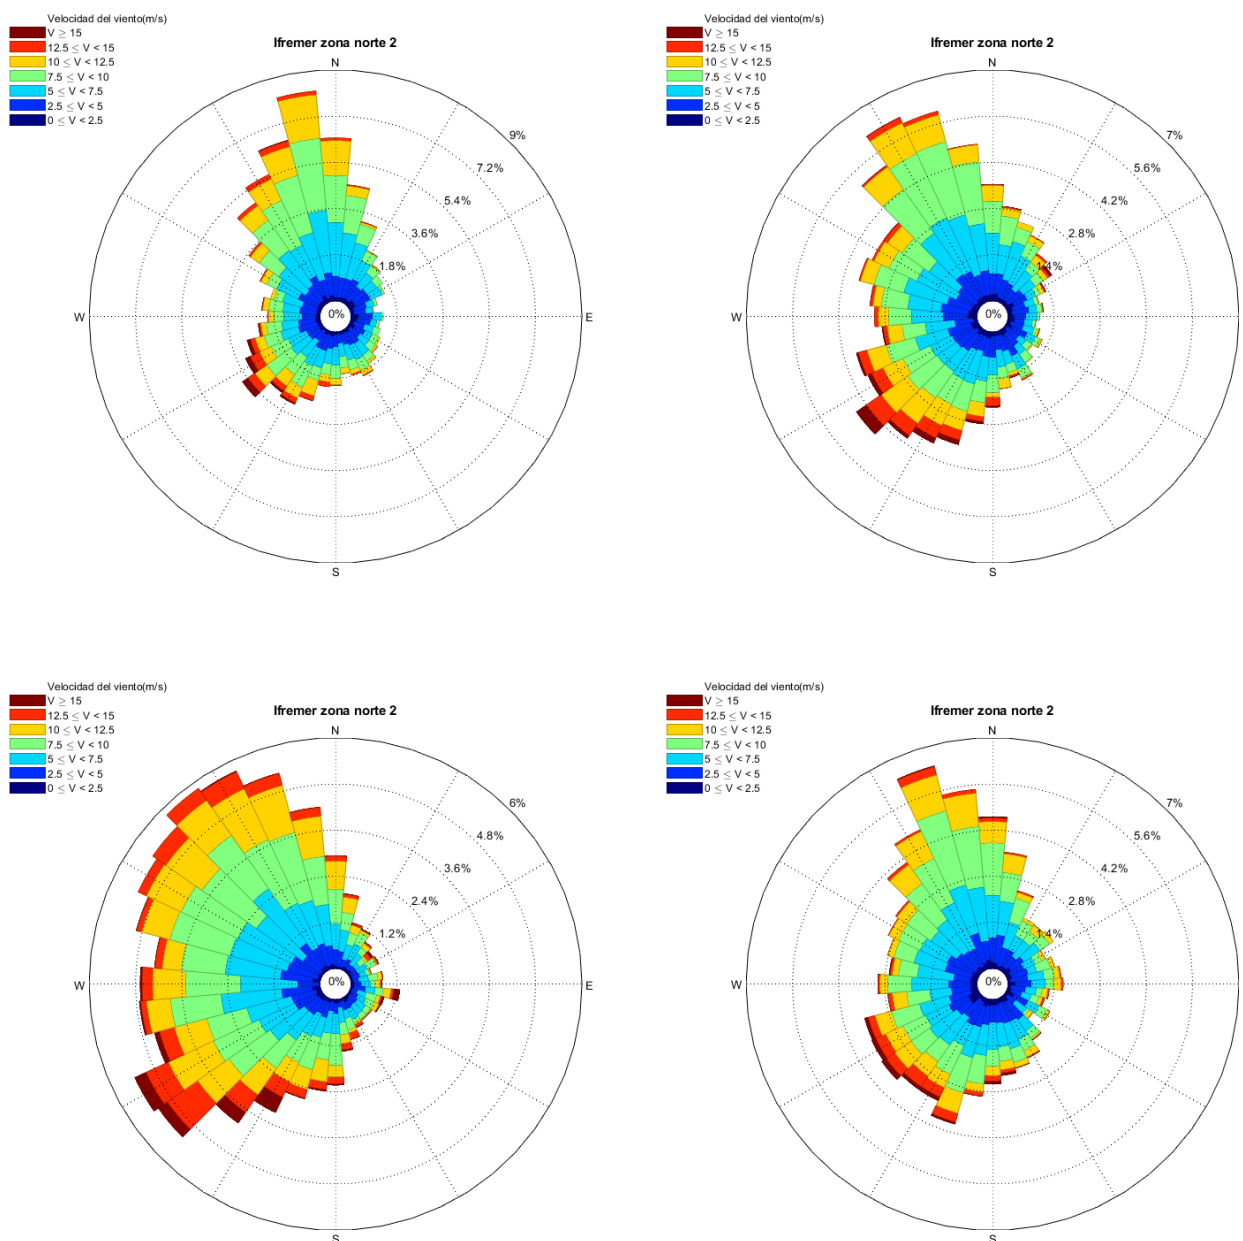 Velocidad del viento(m/s)
V ≥ 15
12.5 ≤ V < 15
10 ≤ V < 12.5
7.5 ≤ V < 10
5 ≤ V < 7.5
2.5 ≤ V < 5
0 ≤ V < 2.5
Ifremer zona norte 2
N
9%
7.2%
5.4%
3.6%
1.8%
0%
W
E
S
Velocidad del viento(m/s)
V ≥ 15
12.5 ≤ V < 15
10 ≤ V < 12.5
7.5 ≤ V < 10
5 ≤ V < 7.5
2.5 ≤ V < 5
0 ≤ V < 2.5
Ifremer zona norte 2
N
7%
5.6%
4.2%
2.8%
1.4%
0%
W
S
Velocidad del viento(m/s)
V ≥ 15
12.5 ≤ V < 15
10 ≤ V < 12.5
7.5 ≤ V < 10
5 ≤ V < 7.5
2.5 ≤ V < 5
0 ≤ V < 2.5
Ifremer zona norte 2
N
6%
4.8%
3.6%
2.4%
1.2%
0%
W
E
S
Velocidad del viento(m/s)
V ≥ 15
12.5 ≤ V < 15
10 ≤ V < 12.5
7.5 ≤ V < 10
5 ≤ V < 7.5
2.5 ≤ V < 5
0 ≤ V < 2.5
Ifremer zona norte 2
N
7%
5.6%
4.2%
2.8%
1.4%
0%
W
S